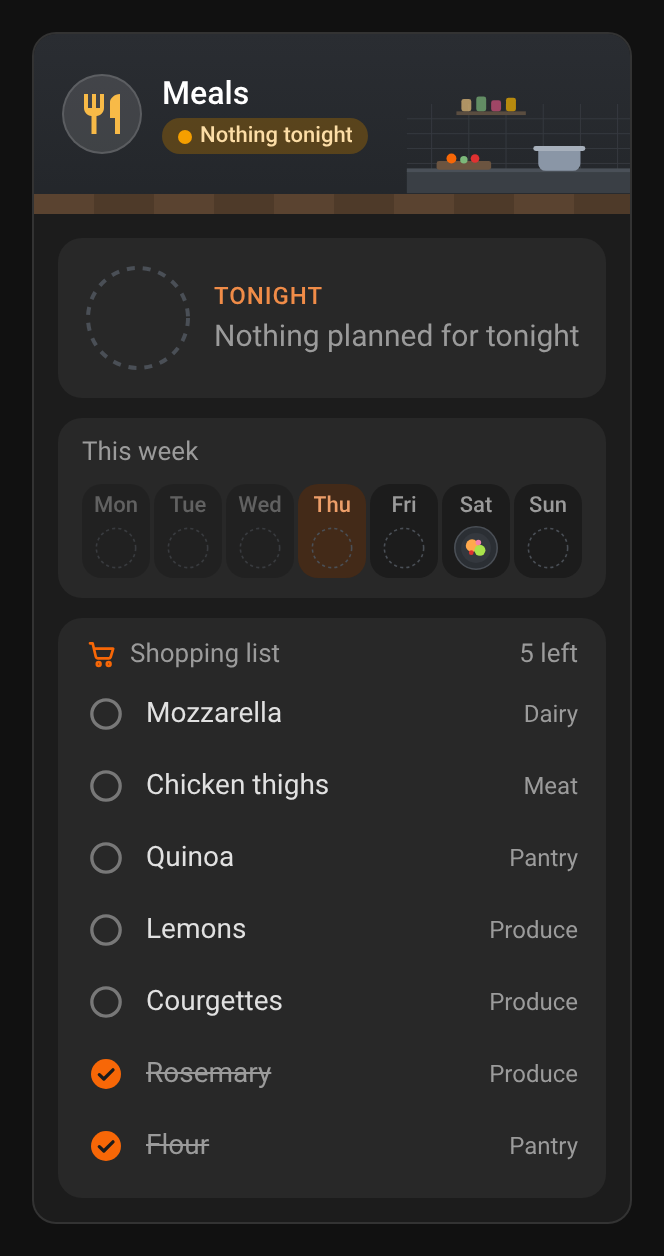 Meals
Nothing tonight
TONIGHT
Nothing planned for tonight
This week
Mon Tue Wed Thu Fri Sat Sun
Shopping list 5 left
Mozzarella Dairy
Chicken thighs Meat
Quinoa Pantry
Lemons Produce
Courgettes Produce
Rosemary Produce
Flour Pantry